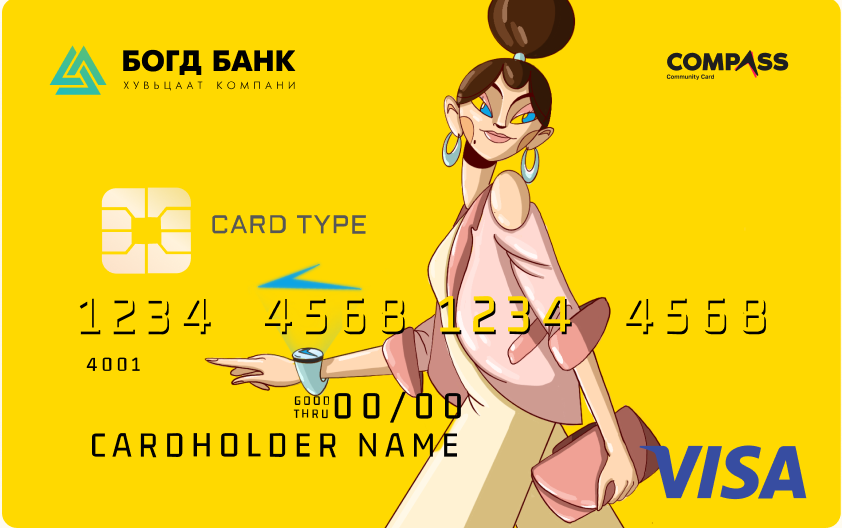 БОГД БАНК
ХУВЬЦААТ КОМПАНИ
COMPASS
Community Card
CARD TYPE
1234 4568 1234 4568
4001
GOOD THRU 00/00
CARDHOLDER NAME
VISA